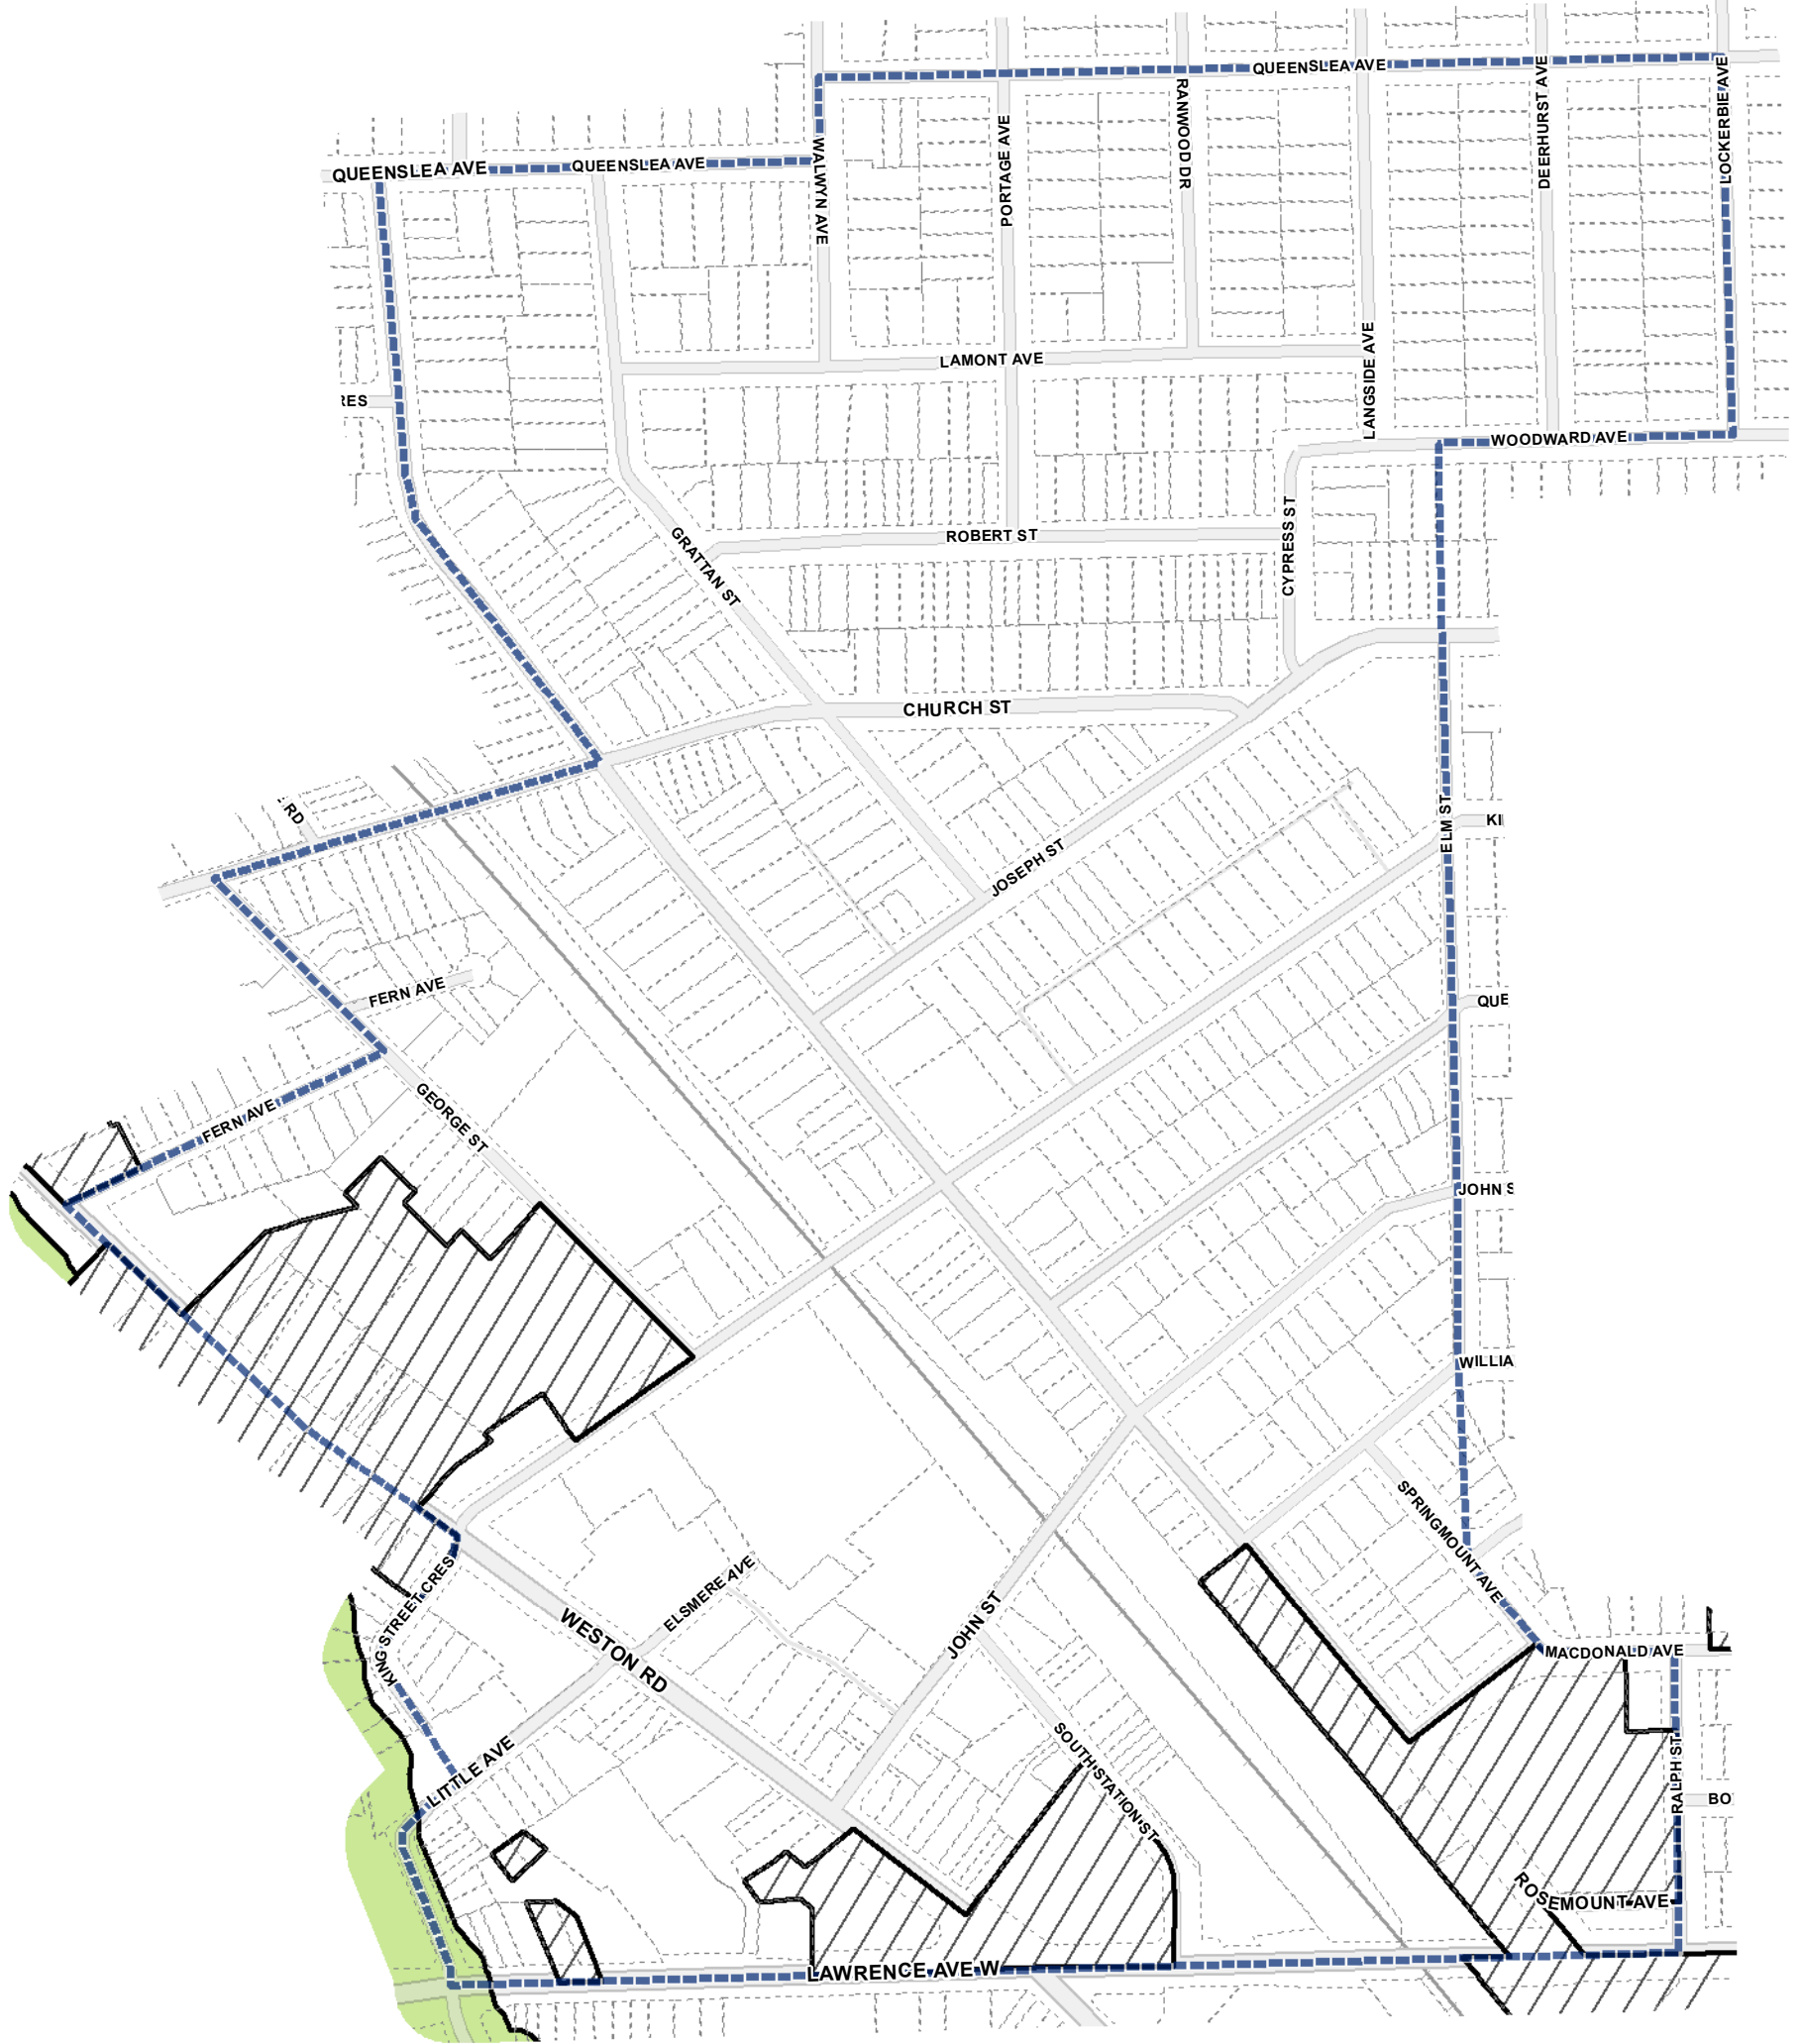 QUEENSLEA AVE
DEERHURST AVE
LOCKERBIE AVE
RANWOOD DR
PORTAGE AVE
WALWYN AVE
QUEENSLEA AVE
QUEENSLEA AVE
LAMONT AVE
LANGSIDE AVE
RES
WOODWARD AVE
ROBERT ST
CYPRESS ST
GRATTAN ST
CHURCH ST
RD
ELM ST
KI
JOSEPH ST
FERN AVE
QUE
GEORGE ST
FERN AVE
JOHN S
WILLIA
SPRINGMOUNT AVE
KING STREET CRES
ELSMERE AVE
WESTON RD
JOHN ST
MACDONALD AVE
LITTLE AVE
SOUTH STATION ST
RALPH ST
BO
ROSEMOUNT AVE
LAWRENCE AVE W